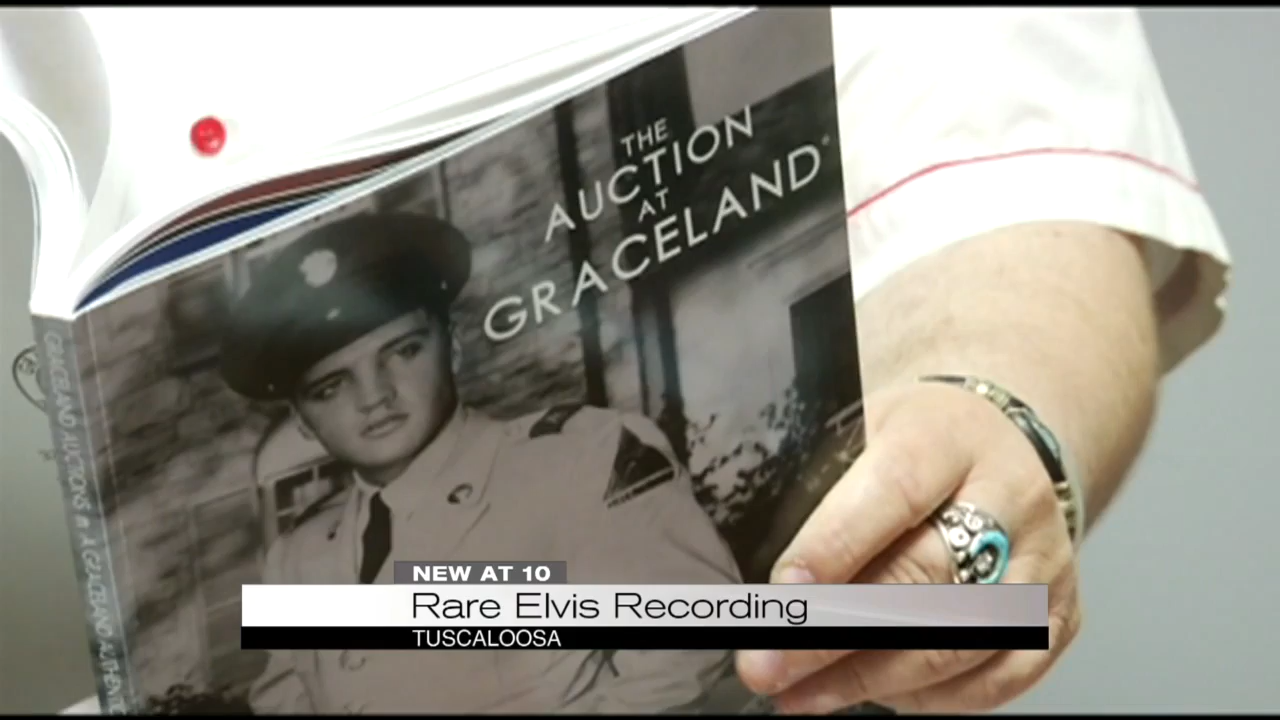 THE
AUCTION
AT
GRACELAND®
GRACELAND AUCTIONS
NEW AT 10
Rare Elvis Recording
TUSCALOOSA